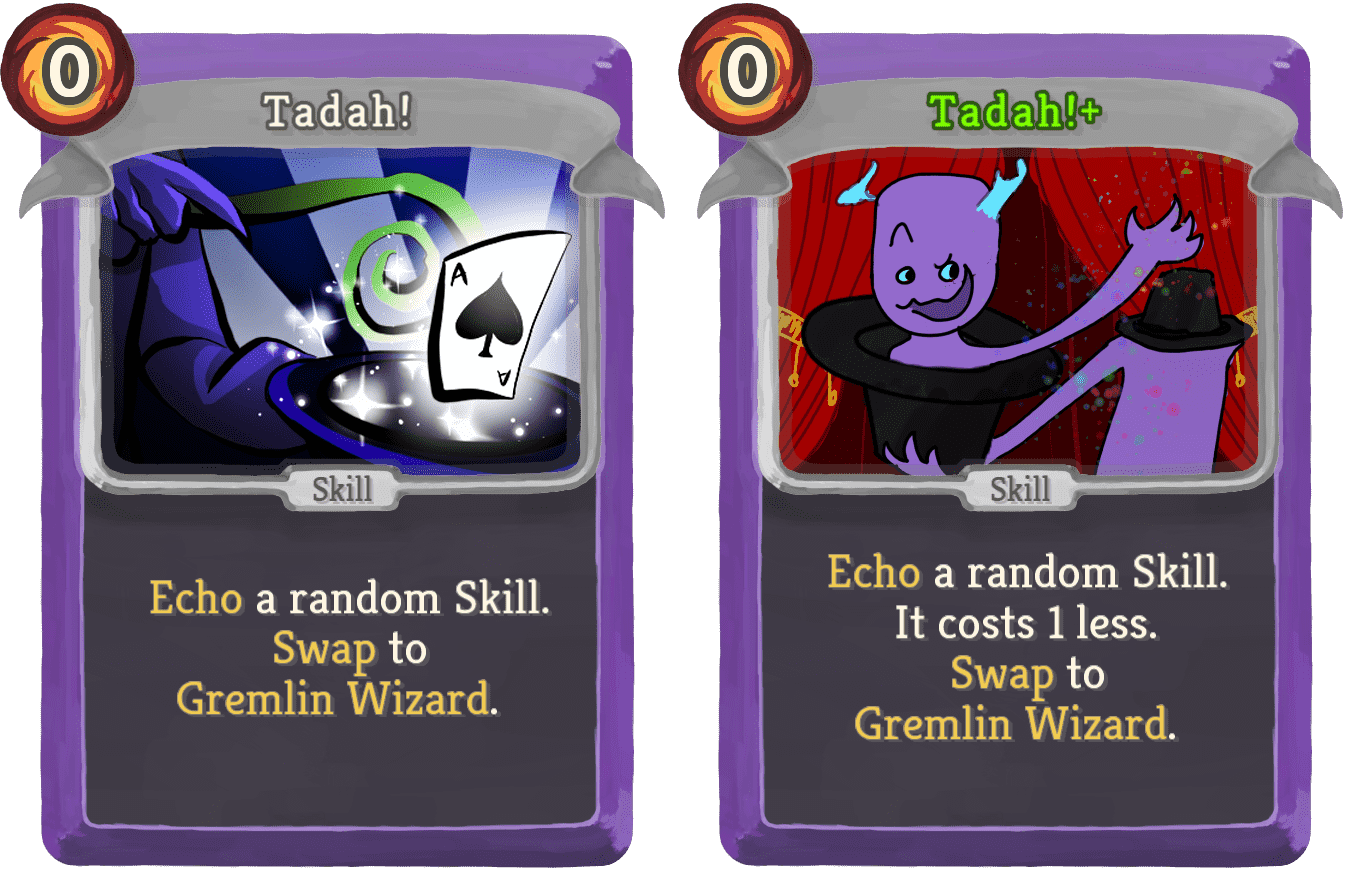 0
Tadah!
A
A
Skill
Echo a random Skill.
Swap to
Gremlin Wizard.
0
Tadah!+
Skill
Echo a random Skill.
It costs 1 less.
Swap to
Gremlin Wizard.